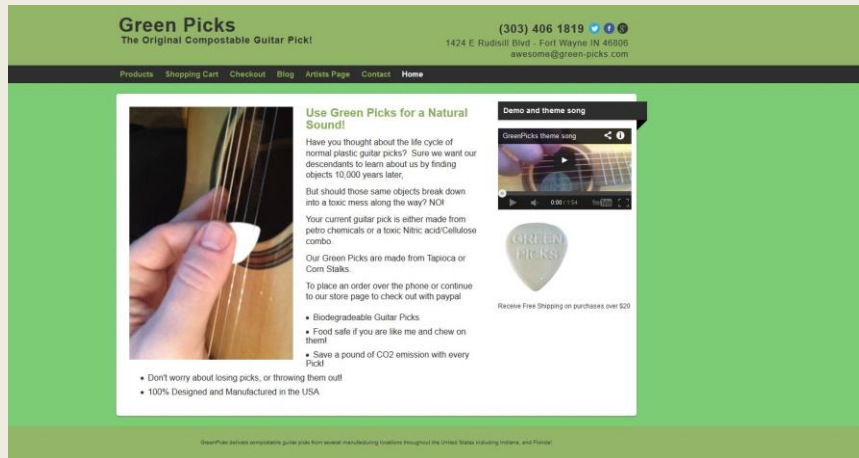 Green Picks
The Original Compostable Guitar Pick!
(303) 406 1819
1424 E Rudisill Blvd - Fort Wayne IN 46806
awesome@green-picks.com
Products Shopping Cart Checkout Blog Artists Page Contact Home
Use Green Picks for a Natural
Sound!
Have you thought about the life cycle of
normal plastic guitar picks? Sure we want our
descendants to learn about us by finding
objects 10,000 years later,
But should those same objects break down
into a toxic mess along the way? NO!
Your current guitar pick is either made from
petro chemicals or a toxic Nitric acid/Cellulose
combo.
Our Green Picks are made from Tapioca or
Corn Stalks.
To place an order over the phone or continue
to our store page to check out with paypal
• Biodegradeable Guitar Picks
• Food safe if you are like me and chew on
them!
• Save a pound of CO2 emission with every
Pick!
• Don't worry about losing picks, or throwing them out!
• 100% Designed and Manufactured in the USA
Demo and theme song
GreenPicks theme song
0:00 / 1:54
GREEN
PICKS
Receive Free Shipping on purchases over $20
GreenPicks delivers compostable guitar picks from several manufacturing locations throughout the United States including Indiana, and Florida!